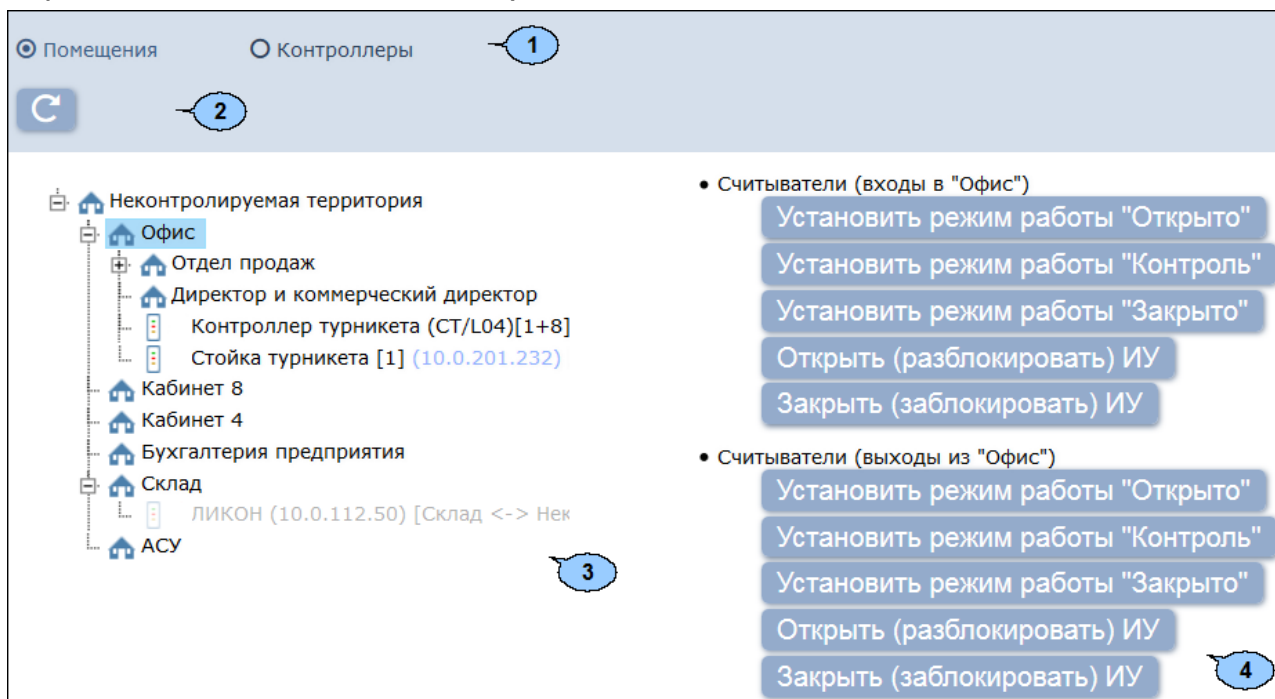 Помещения Контроллеры 1
2
Неконтролируемая территория
Офис
Отдел продаж
Директор и коммерческий директор
Контроллер турникета (CT/L04)[1+8]
Стойка турникета [1] (10.0.201.232)
Кабинет 8
Кабинет 4
Бухгалтерия предприятия
Склад
ЛИКОН (10.0.112.50) [Склад <-> Нек
АСУ
3
• Считыватели (входы в "Офис")
Установить режим работы "Открыто"
Установить режим работы "Контроль"
Установить режим работы "Закрыто"
Открыть (разблокировать) ИУ
Закрыть (заблокировать) ИУ
• Считыватели (выходы из "Офис")
Установить режим работы "Открыто"
Установить режим работы "Контроль"
Установить режим работы "Закрыто"
Открыть (разблокировать) ИУ
Закрыть (заблокировать) ИУ
4